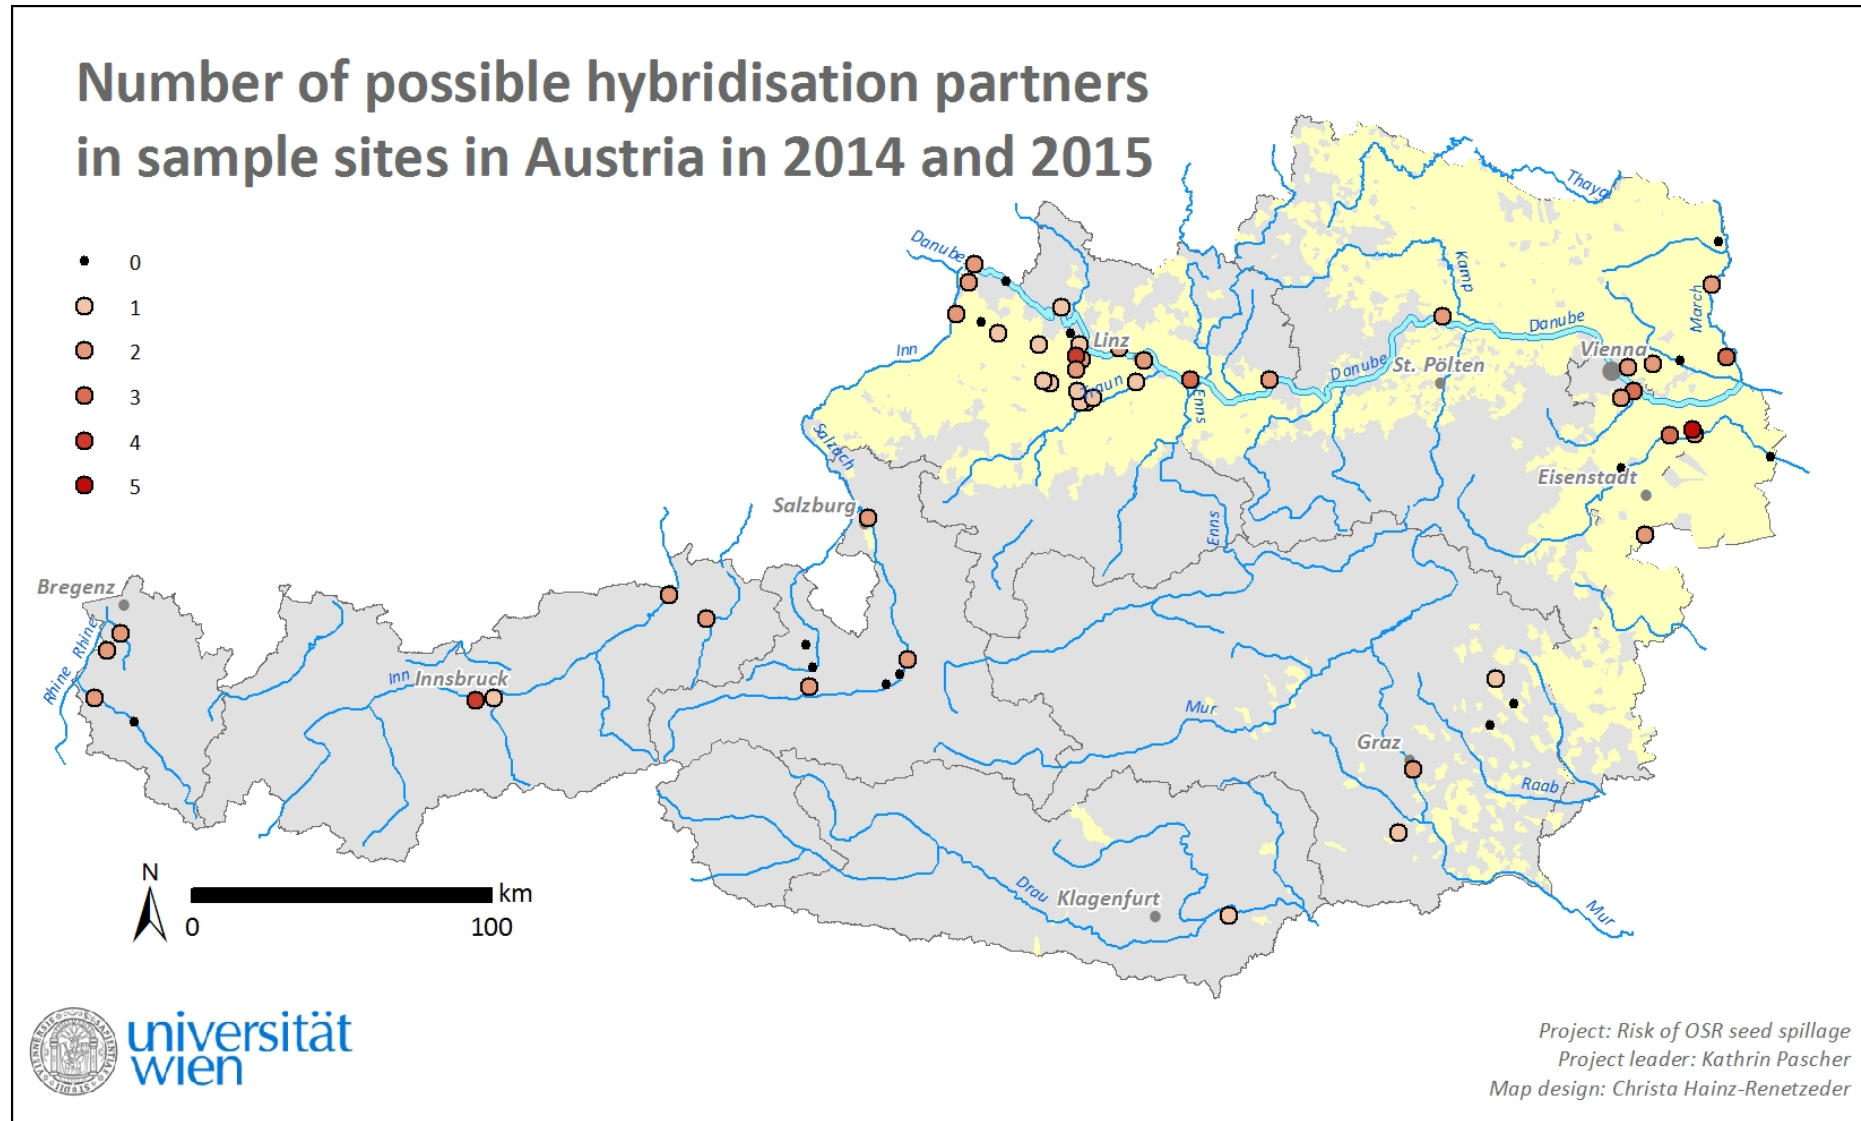 Number of possible hybridisation partners
in sample sites in Austria in 2014 and 2015
0
1
2
3
4
5
Danube
Thaya
Kamp
March
Danube
Inn
Linz
Vienna
Danube
St. Pölten
Traun
Enns
Salzach
Eisenstadt
Salzburg
Enns
Bregenz
Rhine
Rhine
Inn
Innsbruck
Mur
Graz
Raab
N
km
0
100
Drau
Klagenfurt
Mur
universität
wien
Project: Risk of OSR seed spillage
Project leader: Kathrin Pascher
Map design: Christa Hainz-Renetzeder